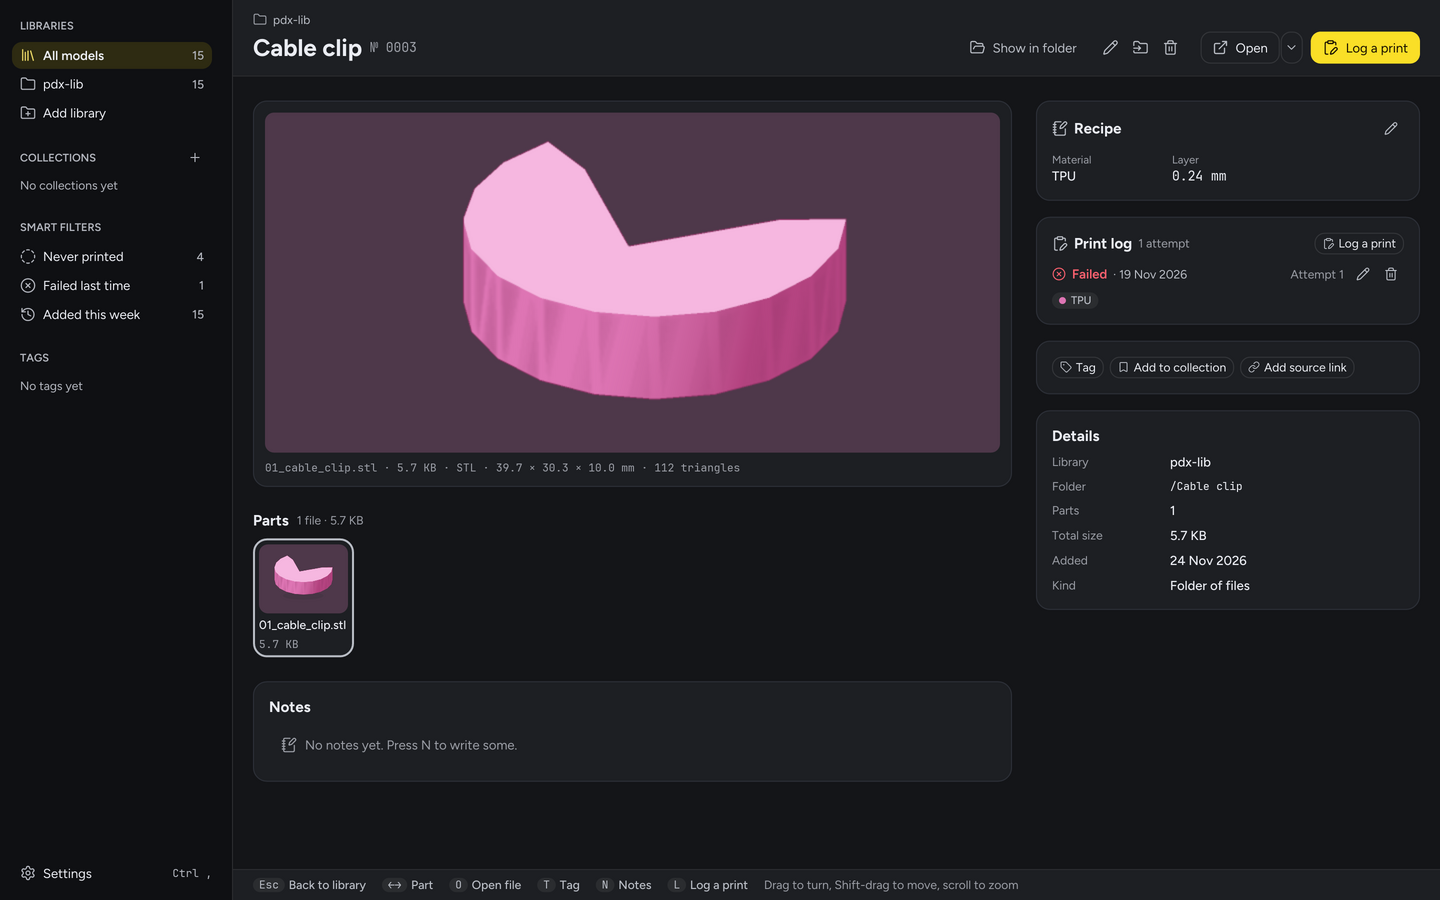 LIBRARIES
All models 15
pdx-lib 15
Add library
COLLECTIONS
No collections yet
SMART FILTERS
Never printed 4
Failed last time 1
Added this week 15
TAGS
No tags yet
Settings Ctrl ,
pdx-lib
Cable clip № 0003
Show in folder
Open
Log a print
01_cable_clip.stl · 5.7 KB · STL · 39.7 × 30.3 × 10.0 mm · 112 triangles
Parts 1 file · 5.7 KB
01_cable_clip.stl
5.7 KB
Notes
No notes yet. Press N to write some.
Recipe
Material Layer
TPU 0.24 mm
Print log 1 attempt Log a print
Failed · 19 Nov 2026 Attempt 1
TPU
Tag Add to collection Add source link
Details
Library pdx-lib
Folder /Cable clip
Parts 1
Total size 5.7 KB
Added 24 Nov 2026
Kind Folder of files
Esc Back to library ↔ Part O Open file T Tag N Notes L Log a print Drag to turn, Shift-drag to move, scroll to zoom